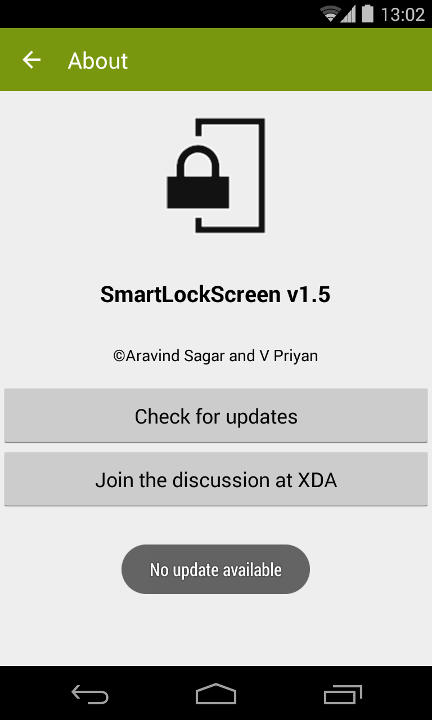 13:02
About
SmartLockScreen v1.5
©Aravind Sagar and V Priyan
Check for updates
Join the discussion at XDA
No update available